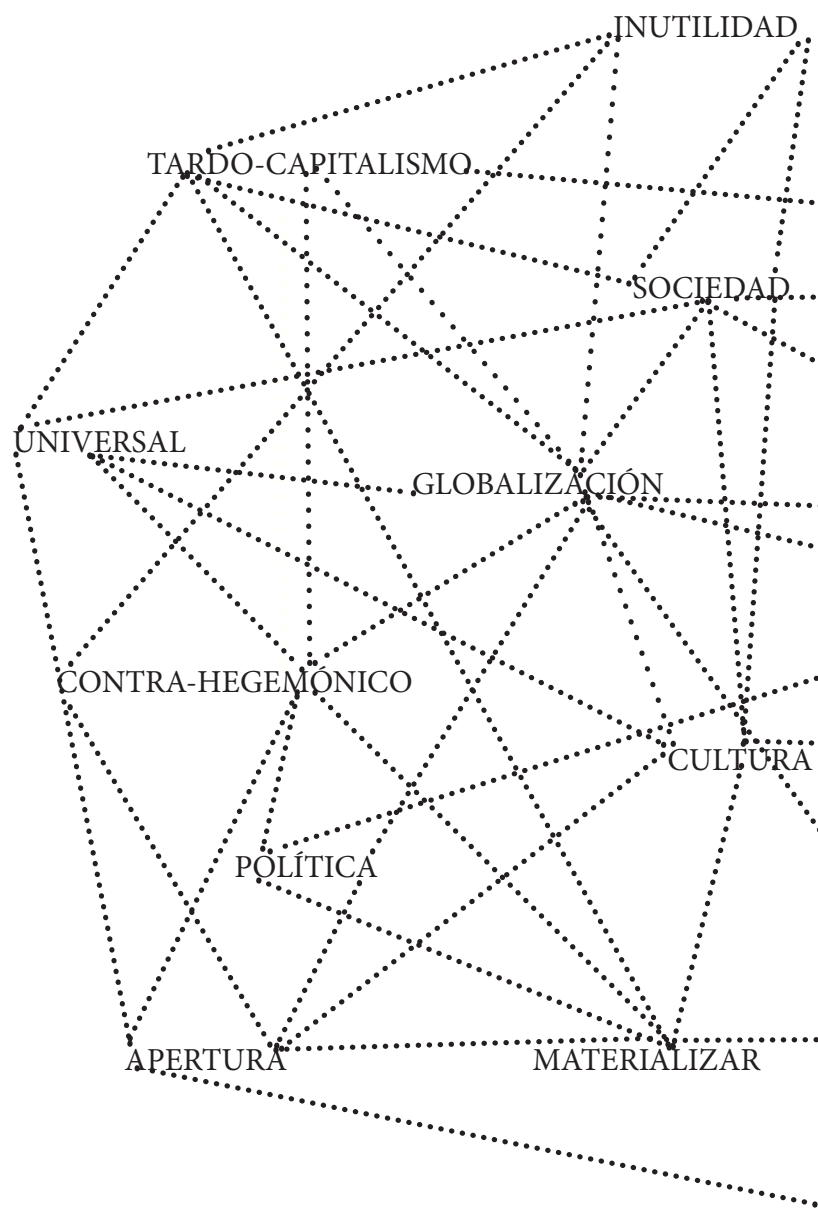 INUTILIDAD
TARDO-CAPITALISMO
SOCIEDAD
UNIVERSAL
GLOBALIZACIÓN
CONTRA-HEGEMÓNICO
CULTURA
POLÍTICA
APERTURA
MATERIALIZAR